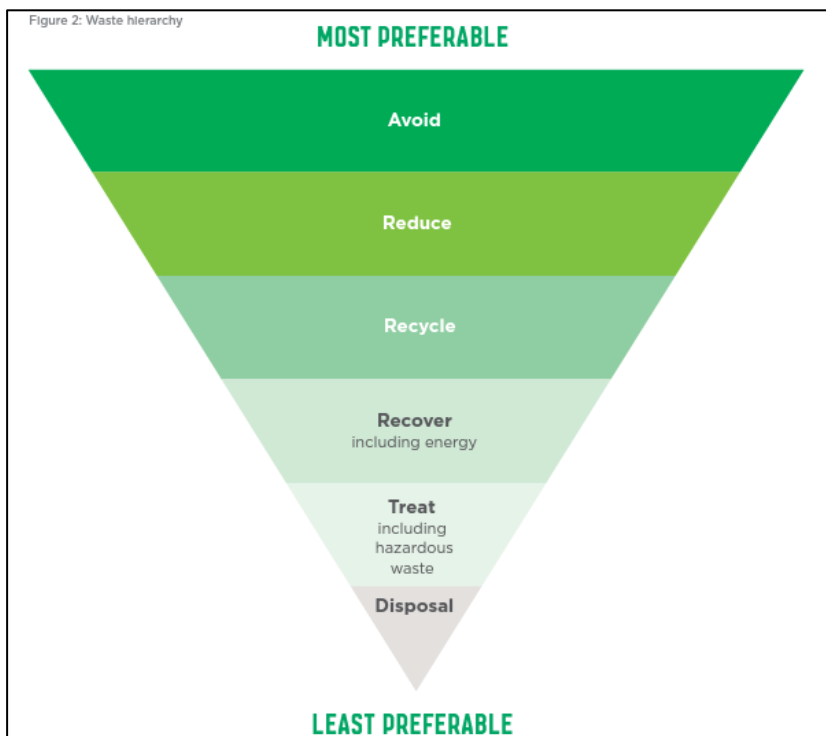 Figure 2: Waste hierarchy
MOST PREFERABLE
Avoid
Reduce
Recycle
Recover
including energy
Treat
including
hazardous
waste
Disposal
LEAST PREFERABLE